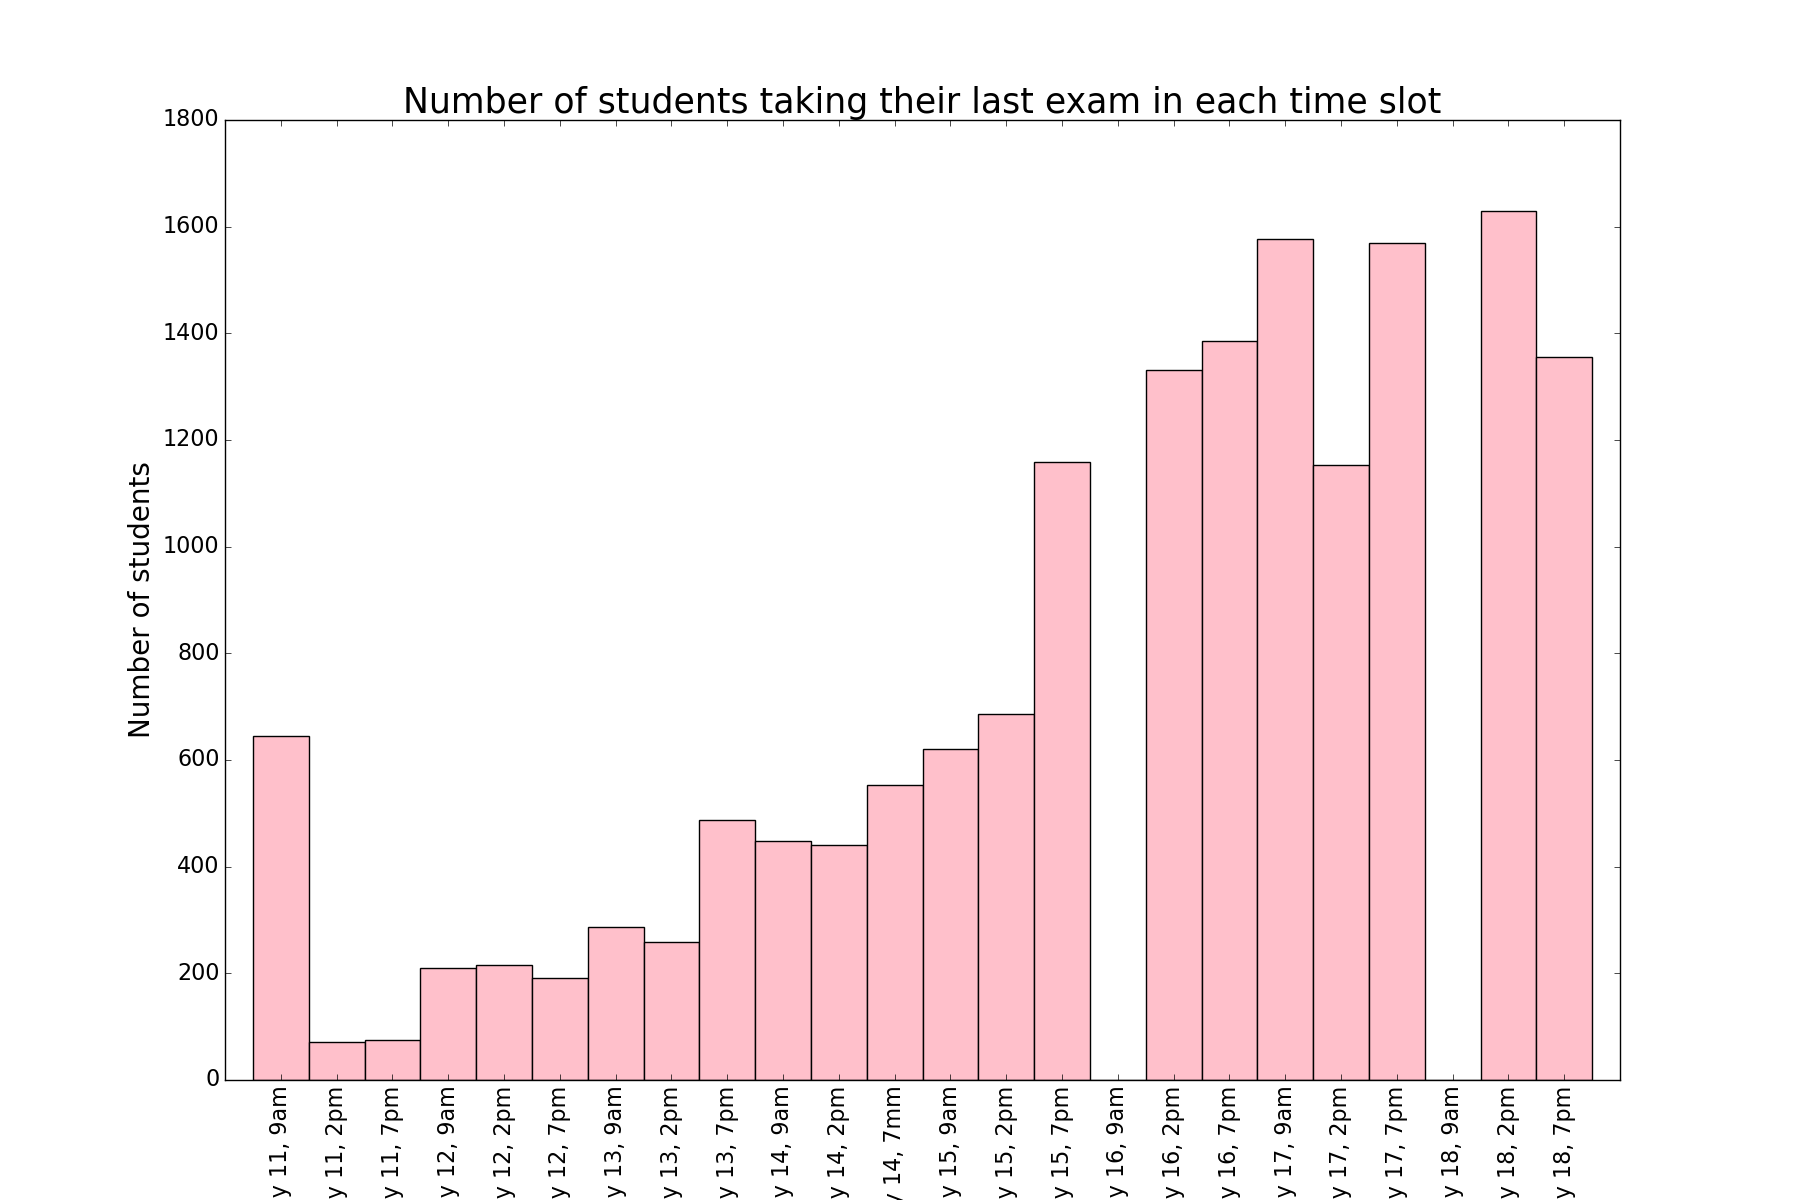 Number of students taking their last exam in each time slot
1800
1600
1400
1200
1000
800
600
400
200
0
Number of students
y 11, 9am
y 11, 2pm
y 11, 7pm
y 12, 9am
y 12, 2pm
y 12, 7pm
y 13, 9am
y 13, 2pm
y 13, 7pm
y 14, 9am
y 14, 2pm
y 14, 7mm
y 15, 9am
y 15, 2pm
y 15, 7pm
y 16, 9am
y 16, 2pm
y 16, 7pm
y 17, 9am
y 17, 2pm
y 17, 7pm
y 18, 9am
y 18, 2pm
y 18, 7pm